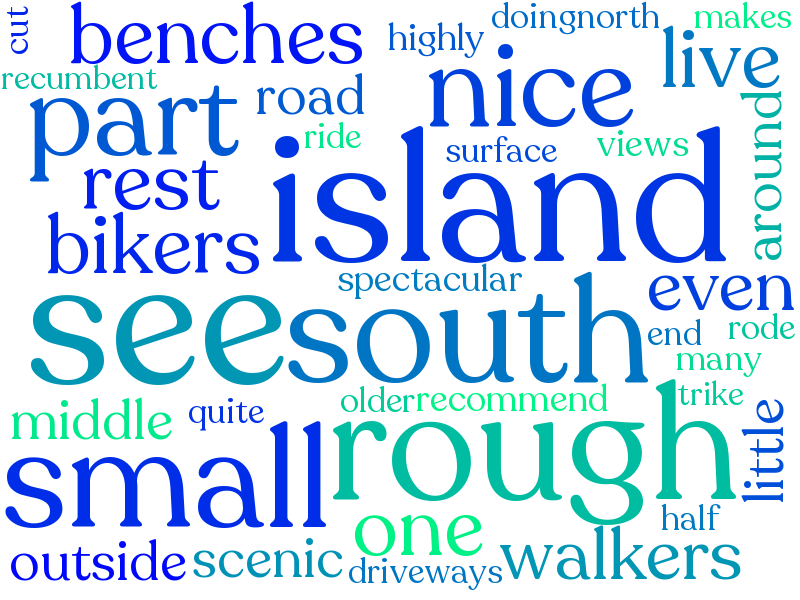 cut
benches
highly
doingnorth
makes
recumbent
part
road
nice
live
ride
surface
views
around
rest
island
bikers
spectacular
even
see
south
end
rode
many
middle
quite
older
recommend
trike
little
small
rough
one
half
outside
scenic
driveways
walkers